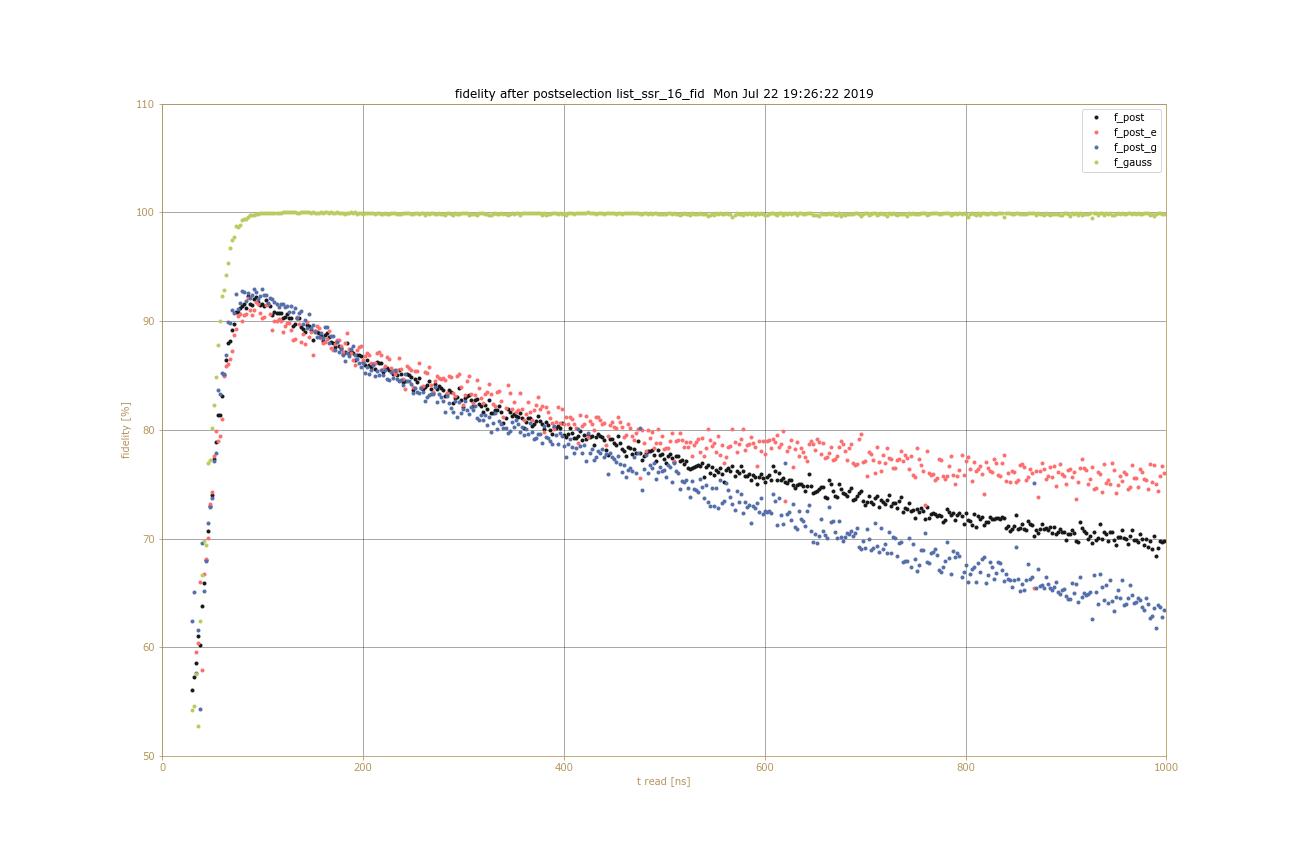 fidelity after postselection list_ssr_16_fid  Mon Jul 22 19:26:22 2019
110
100
90
80
70
60
50
fidelity [%]
f_post
f_post_e
f_post_g
f_gauss
0
200
400
600
800
1000
t read [ns]